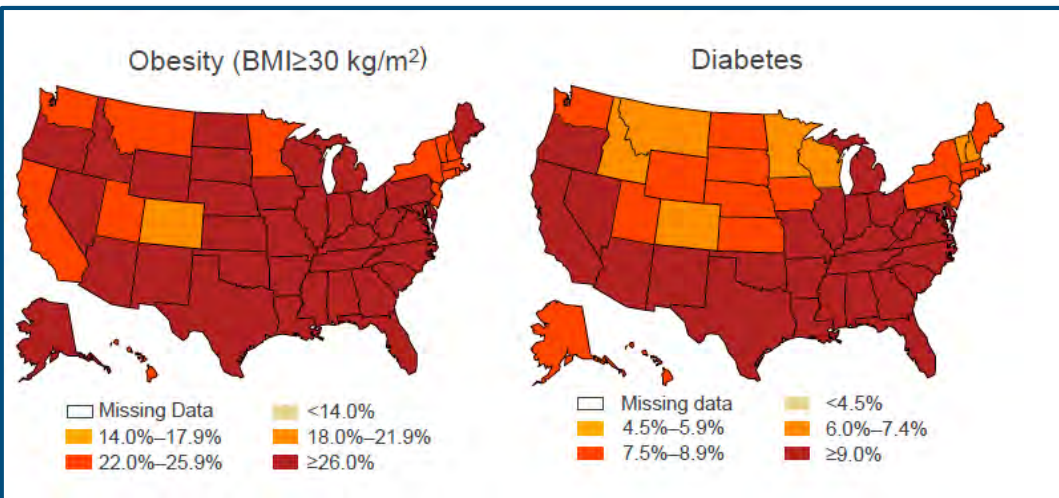 Obesity (BMI≥30 kg/m²)
Diabetes
Missing Data
<14.0%
14.0%–17.9%
18.0%–21.9%
22.0%–25.9%
≥26.0%
Missing data
<4.5%
4.5%–5.9%
6.0%–7.4%
7.5%–8.9%
≥9.0%